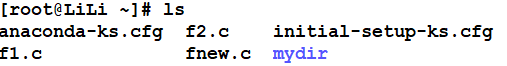 [root@LiLi ~]# ls
anaconda-ks.cfg  f2.c    initial-setup-ks.cfg
f1.c             fnew.c  mydir